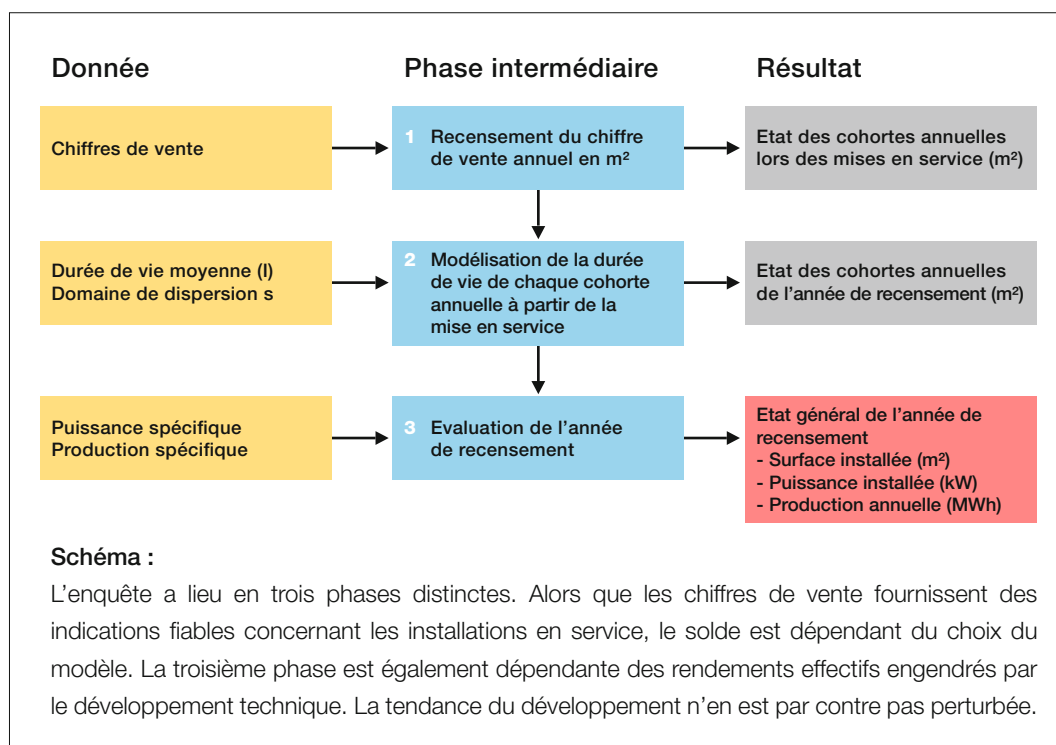 Donnée
Phase intermédiaire
Résultat
Chiffres de vente
1 Recensement du chiffre
de vente annuel en m²
Etat des cohortes annuelles
lors des mises en service (m²)
Durée de vie moyenne (l)
Domaine de dispersion s
2 Modélisation de la durée
de vie de chaque cohorte
annuelle à partir de la
mise en service
Etat des cohortes annuelles
de l’année de recensement (m²)
Puissance spécifique
Production spécifique
3 Evaluation de l’année
de recensement
Etat général de l’année de
recensement
- Surface installée (m²)
- Puissance installée (kW)
- Production annuelle (MWh)
Schéma :
L’enquête a lieu en trois phases distinctes. Alors que les chiffres de vente fournissent des
indications fiables concernant les installations en service, le solde est dépendant du choix du
modèle. La troisième phase est également dépendante des rendements effectifs engendrés par
le développement technique. La tendance du développement n’en est par contre pas perturbée.